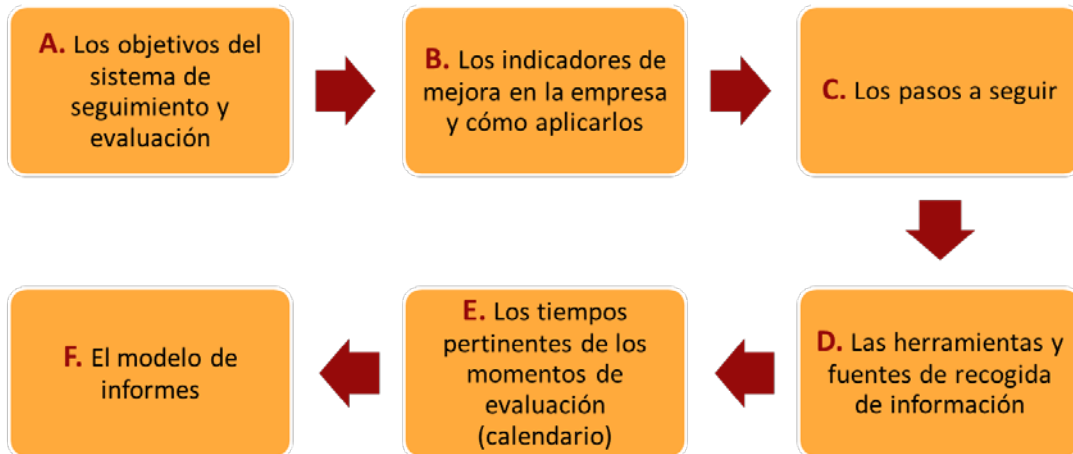 A. Los objetivos del
sistema de
seguimiento y
evaluación
B. Los indicadores de
mejora en la empresa
y cómo aplicarlos
C. Los pasos a seguir
D. Las herramientas y
fuentes de recogida
de información
E. Los tiempos
pertinentes de los
momentos de
evaluación
(calendario)
F. El modelo de
informes